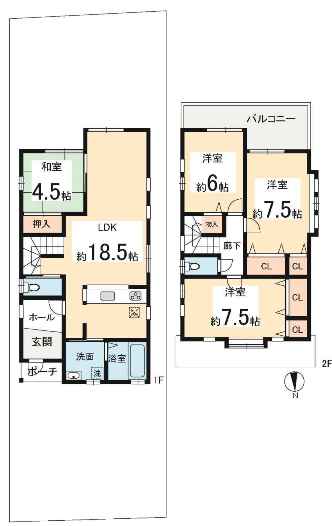 和室
4.5帖
押入
LDK
約18.5帖
ホール
玄関
ポーチ
洗面
洗
浴室
1F
バルコニー
洋室
約6帖
洋室
約7.5帖
物入
廊下
CL
CL
洋室
約7.5帖
CL
CL
2F
N